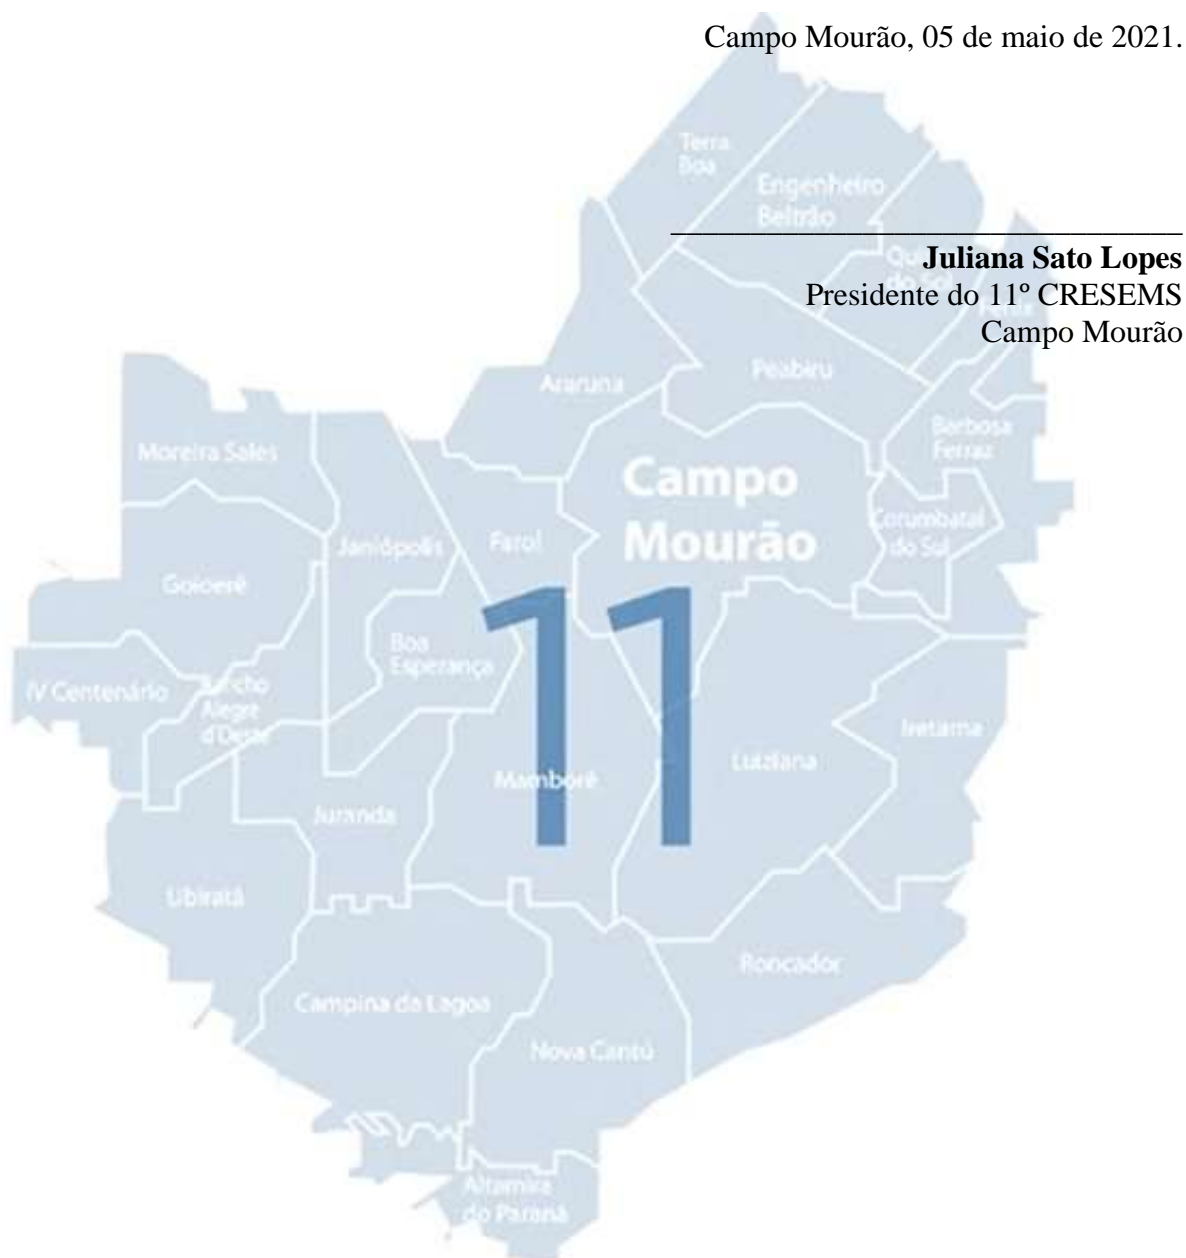 Campo Mourão, 05 de maio de 2021.
Terra
Boa
Engenheiro
Beltrão
Juliana Sato Lopes
Presidente do 11º CRESEMS
Campo Mourão
Araruna
Peabiru
Moreira Sales
Barbosa
Ferraz
Campo
Mourão
Corumbataí
do Sul
Janiópolis
Farol
Goioerê
11
Boa
Esperança
IV Centenário
Alegre
d'Oeste
Ivetama
Luiziana
Mamborê
Juranda
Ubiratã
Roncador
Campina da Lagoa
Nova Cantú
Altamira
do Paraná